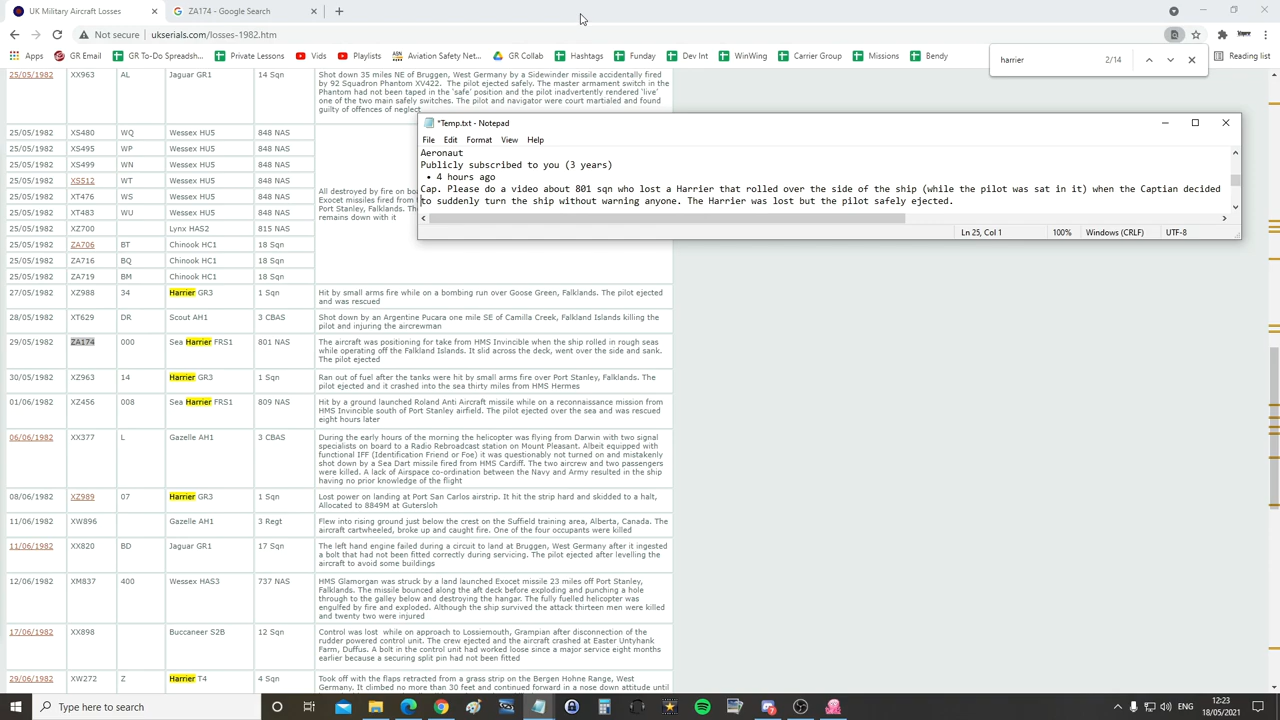 UK Military Aircraft Losses
ZA174 - Google Search
Not secure
ukserials.com/losses-1982.htm
Apps
GR Email
GR To-Do Spreadsh...
Private Lessons
Vids
Playlists
Aviation Safety Net...
GR Collab
Hashtags
Funday
Dev Int
WinWing
Carrier Group
Missions
Bendy
Reading list
harrier
2/14
25/05/1982 XX963 AL Jaguar GR1 14 Sqn
Shot down 35 miles NE of Bruggen, West Germany by a Sidewinder missile accidentally fired
by 92 Squadron Phantom XV422. The pilot ejected safely. The master armament switch in the
Phantom had not been taped in the `safe' position and the pilot inadvertently rendered `live'
one of the two main safely switches. The pilot and navigator were court martialed and found
guilty of offences of neglect
25/05/1982 XS480 WQ Wessex HU5 848 NAS
25/05/1982 XS495 WP Wessex HU5 848 NAS
25/05/1982 XS499 WN Wessex HU5 848 NAS
25/05/1982 XS512 WT Wessex HU5 848 NAS
25/05/1982 XT476 WS Wessex HU5 848 NAS
25/05/1982 XT483 WU Wessex HU5 848 NAS
25/05/1982 XZ700 Lynx HAS2 815 NAS
25/05/1982 ZA706 BT Chinook HC1 18 Sqn
25/05/1982 ZA716 BQ Chinook HC1 18 Sqn
25/05/1982 ZA719 BM Chinook HC1 18 Sqn
All destroyed by fire on bo
Exocet missiles fired from
Port Stanley, Falkands. Th
remains down with it
*Temp.txt - Notepad
File Edit Format View Help
Aeronaut
Publicly subscribed to you (3 years)
• 4 hours ago
Cap. Please do a video about 801 sqn who lost a Harrier that rolled over the side of the ship (while the pilot was sat in it) when the Captian decided
to suddenly turn the ship without warning anyone. The Harrier was lost but the pilot safely ejected.
Ln 25, Col 1
100%
Windows (CRLF)
UTF-8
27/05/1982 XZ988 34 Harrier GR3 1 Sqn
Hit by small arms fire while on a bombing run over Goose Green, Falklands. The pilot ejected
and was rescued
28/05/1982 XT629 DR Scout AH1 3 CBAS
Shot down by an Argentine Pucara one mile SE of Camilla Creek, Falkland Islands killing the
pilot and injuring the aircrewman
29/05/1982 ZA174 000 Sea Harrier FRS1 801 NAS
The aircraft was positioning for take from HMS Invincible when the ship rolled in rough seas
while operating off the Falkland Islands. It slid across the deck, went over the side and sank.
The pilot ejected
30/05/1982 XZ963 14 Harrier GR3 1 Sqn
Ran out of fuel after the tanks were hit by small arms fire over Port Stanley, Falklands. The
pilot ejected and it crashed into the sea thirty miles from HMS Hermes
01/06/1982 XZ456 008 Sea Harrier FRS1 809 NAS
Hit by a ground launched Roland Anti Aircraft missile while on a reconnaissance mission from
HMS Invincible south of Port Stanley airfield. The pilot ejected over the sea and was rescued
eight hours later
06/06/1982 XX377 L Gazelle AH1 3 CBAS
During the early hours of the morning the helicopter was flying from Darwin with two signal
specialists on board to a Radio Rebroadcast station on Mount Pleasant. Albeit equipped with
functional IFF (Identification Friend or Foe) it was questionably not turned on and mistakenly
shot down by a Sea Dart missile fired from HMS Cardiff. The two aircrew and two passengers
were killed. A lack of Airspace co-ordination between the Navy and Army resulted in the ship
having no prior knowledge of the flight
08/06/1982 XZ989 07 Harrier GR3 1 Sqn
Lost power on landing at Port San Carlos airstrip. It hit the strip hard and skidded to a halt,
Allocated to 8849M at Gutersloh
11/06/1982 XW896 Gazelle AH1 3 Regt
Flew into rising ground just below the crest on the Suffield training area, Alberta, Canada. The
aircraft cartwheeled, broke up and caught fire. One of the four occupants were killed
11/06/1982 XX820 BD Jaguar GR1 17 Sqn
The left hand engine failed during a circuit to land at Bruggen, West Germany after it ingested
a bolt that had not been fitted correctly during servicing. The pilot ejected after levelling the
aircraft to avoid some buildings
12/06/1982 XM837 400 Wessex HAS3 737 NAS
HMS Glamorgan was struck by a land launched Exocet missile 23 miles off Port Stanley,
Falklands. The missile bounced along the aft deck before exploding and punching a hole
through to the galley below and destroying the hangar. The fully fuelled helicopter was
engulfed by fire and exploded. Although the ship survived the attack thirteen men were killed
and twenty two were injured
17/06/1982 XX898 Buccaneer S2B 12 Sqn
Control was lost while on approach to Lossiemouth, Grampian after disconnection of the
rudder powered control unit. The crew ejected and the aircraft crashed at Easter Untyhank
Farm, Duffus. A bolt in the control unit had worked loose since a major service eight months
earlier because a securing split pin had not been fitted
29/06/1982 XW272 Z Harrier T4 4 Sqn
Took off with the flaps retracted from a grass strip on the Bergen Hohne Range, West
Germany. It climbed no more than 30 feet and continued forward in a nose down attitude until
Type here to search
ENG
12:23
18/05/2021